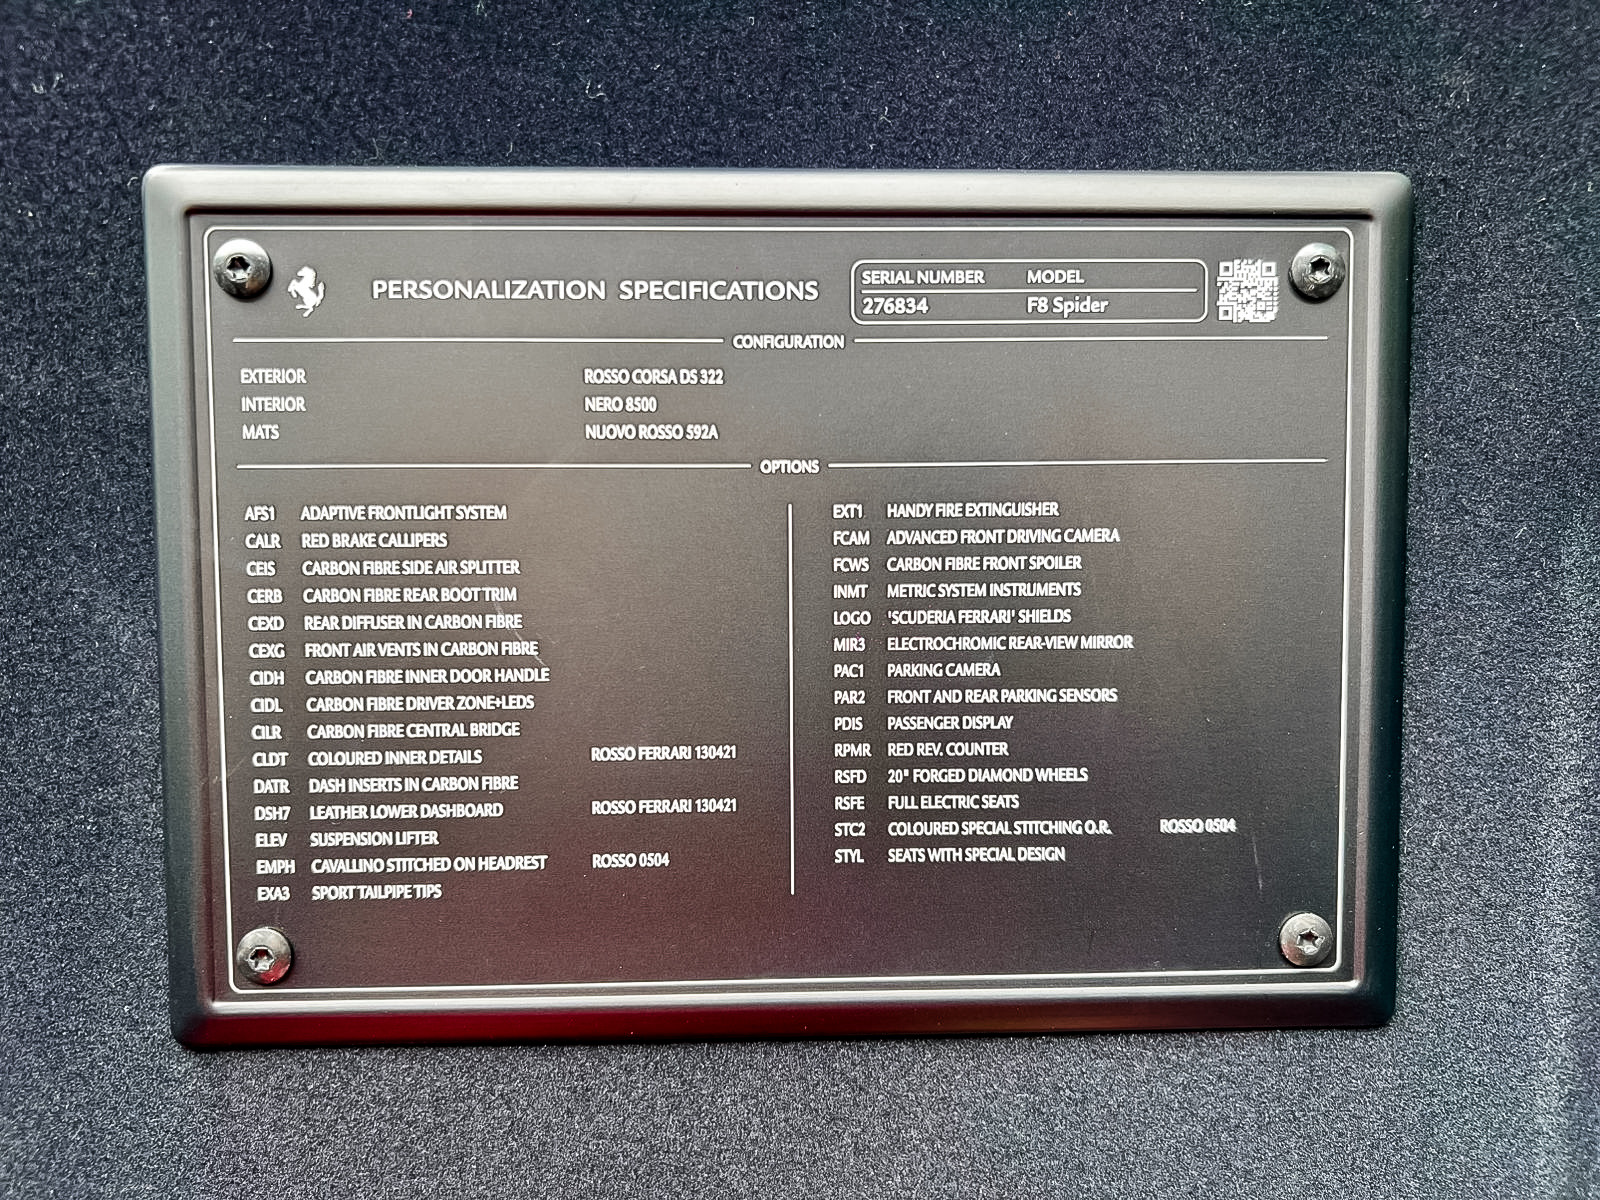 PERSONALIZATION SPECIFICATIONS
SERIAL NUMBER MODEL
276834 F8 Spider
CONFIGURATION
EXTERIOR ROSSO CORSA DS 322
INTERIOR NERO 8500
MATS NUOVO ROSSO 592A
OPTIONS
AFS1 ADAPTIVE FRONTLIGHT SYSTEM
CALR RED BRAKE CALLIPERS
CEIS CARBON FIBRE SIDE AIR SPLITTER
CERB CARBON FIBRE REAR BOOT TRIM
CEXD REAR DIFFUSER IN CARBON FIBRE
CEXG FRONT AIR VENTS IN CARBON FIBRE
CIDH CARBON FIBRE INNER DOOR HANDLE
CIDL CARBON FIBRE DRIVER ZONE+LEDS
CILR CARBON FIBRE CENTRAL BRIDGE
CLDT COLOURED INNER DETAILS ROSSO FERRARI 130421
DATR DASH INSERTS IN CARBON FIBRE
DSH7 LEATHER LOWER DASHBOARD ROSSO FERRARI 130421
ELEV SUSPENSION LIFTER
EMPH CAVALLINO STITCHED ON HEADREST ROSSO 0504
EXA3 SPORT TAILPIPE TIPS
EXT1 HANDY FIRE EXTINGUISHER
FCAM ADVANCED FRONT DRIVING CAMERA
FCWS CARBON FIBRE FRONT SPOILER
INMT METRIC SYSTEM INSTRUMENTS
LOGO 'SCUDERIA FERRARI' SHIELDS
MIR3 ELECTROCHROMIC REAR-VIEW MIRROR
PAC1 PARKING CAMERA
PAR2 FRONT AND REAR PARKING SENSORS
PDIS PASSENGER DISPLAY
RPMR RED REV. COUNTER
RSFD 20" FORGED DIAMOND WHEELS
RSFE FULL ELECTRIC SEATS
STC2 COLOURED SPECIAL STITCHING O.R. ROSSO 0504
STYL SEATS WITH SPECIAL DESIGN